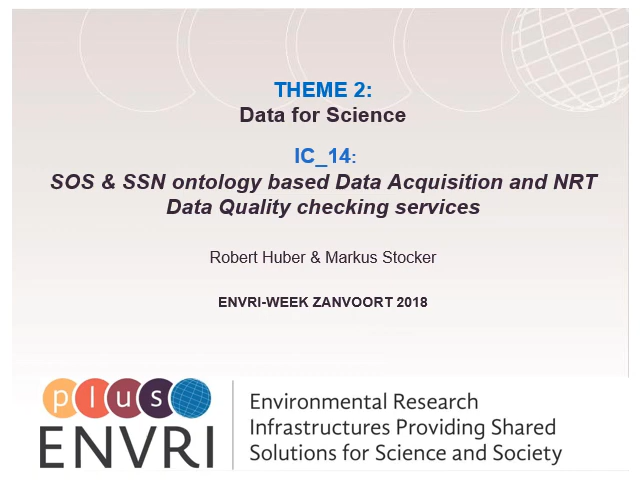 THEME 2:
Data for Science
IC_14:
SOS & SSN ontology based Data Acquisition and NRT
Data Quality checking services
Robert Huber & Markus Stocker
ENVRI-WEEK ZANVOORT 2018
plus
ENVRI
Environmental Research
Infrastructures Providing Shared
Solutions for Science and Society